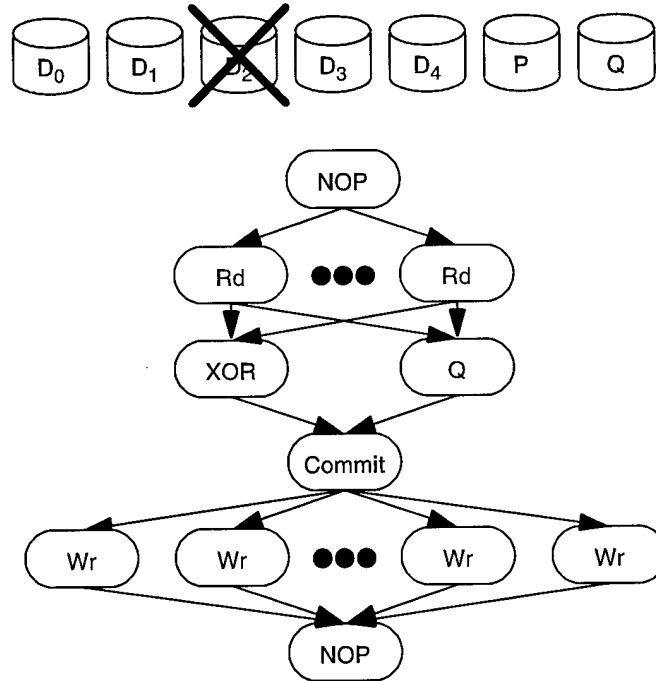 D0 D1 D2 D3 D4 P Q
NOP
Rd Rd
XOR Q
Commit
Wr Wr Wr Wr
NOP